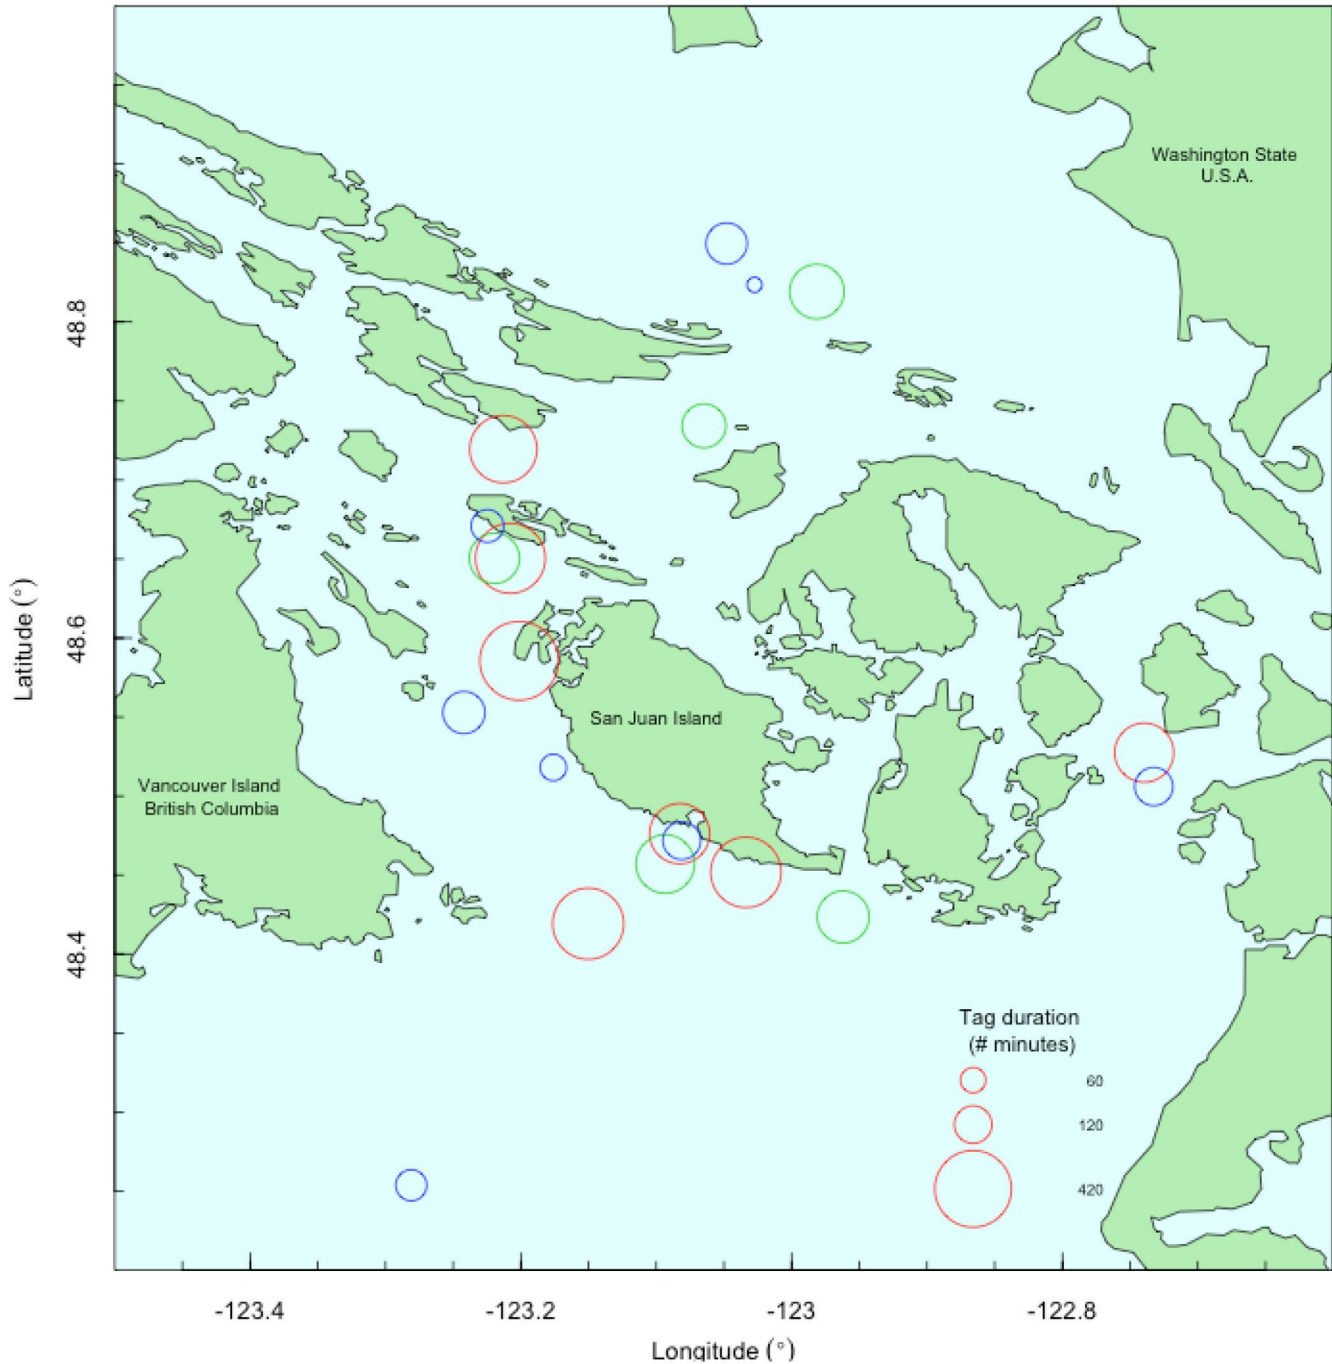 Washington State
U.S.A.
48.8
48.6
Latitude (°)
San Juan Island
Vancouver Island
British Columbia
48.4
Tag duration
(# minutes)
60
120
420
-123.4 -123.2 -123 -122.8
Longitude (°)